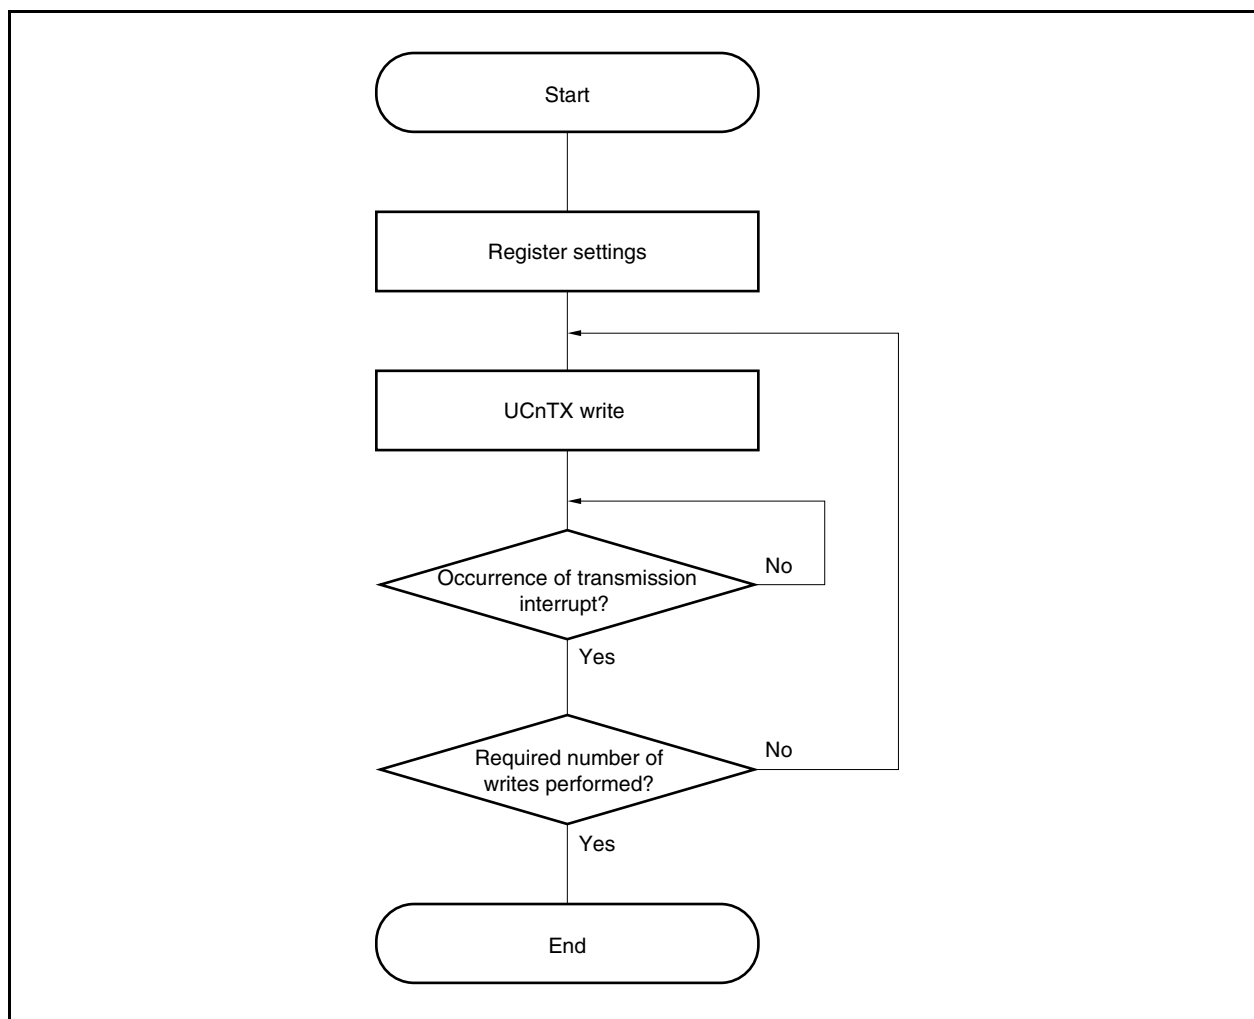 Start
Register settings
UCnTX write
Occurrence of transmission
interrupt?
No
Yes
Required number of
writes performed?
No
Yes
End